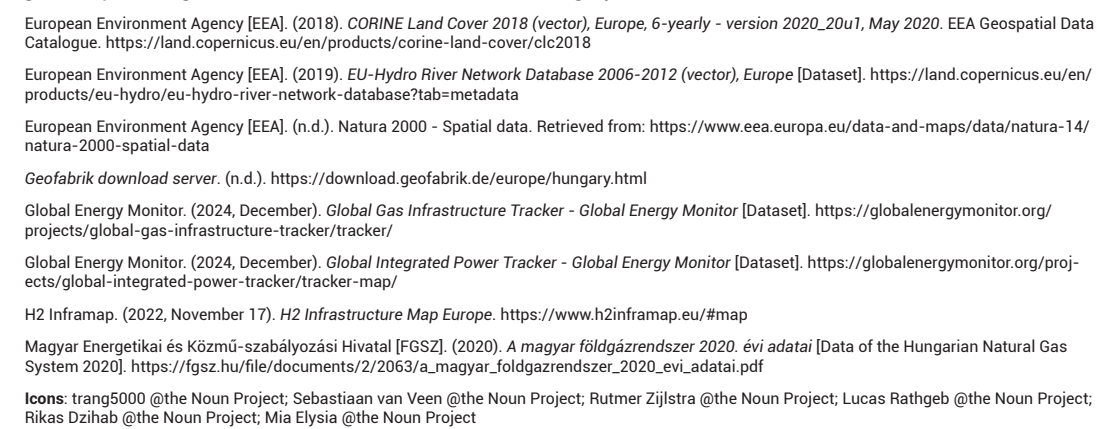 European Environment Agency [EEA]. (2018). CORINE Land Cover 2018 (vector), Europe, 6-yearly - version 2020_20u1, May 2020. EEA Geospatial Data
Catalogue. https://land.copernicus.eu/en/products/corine-land-cover/clc2018
European Environment Agency [EEA]. (2019). EU-Hydro River Network Database 2006-2012 (vector), Europe [Dataset]. https://land.copernicus.eu/en/
products/eu-hydro/eu-hydro-river-network-database?tab=metadata
European Environment Agency [EEA]. (n.d.). Natura 2000 - Spatial data. Retrieved from: https://www.eea.europa.eu/data-and-maps/data/natura-14/
natura-2000-spatial-data
Geofabrik download server. (n.d.). https://download.geofabrik.de/europe/hungary.html
Global Energy Monitor. (2024, December). Global Gas Infrastructure Tracker - Global Energy Monitor [Dataset]. https://globalenergymonitor.org/
projects/global-gas-infrastructure-tracker/tracker/
Global Energy Monitor. (2024, December). Global Integrated Power Tracker - Global Energy Monitor [Dataset]. https://globalenergymonitor.org/proj-
ects/global-integrated-power-tracker/tracker-map/
H2 Inframap. (2022, November 17). H2 Infrastructure Map Europe. https://www.h2inframap.eu/#map
Magyar Energetikai és Közmű-szabályozási Hivatal [FGSZ]. (2020). A magyar földgázrendszer 2020. évi adatai [Data of the Hungarian Natural Gas
System 2020]. https://fgsz.hu/file/documents/2/2063/a_magyar_foldgazrendszer_2020_evi_adatai.pdf
Icons: trang5000 @the Noun Project; Sebastiaan van Veen @the Noun Project; Rutmer Zijlstra @the Noun Project; Lucas Rathgeb @the Noun Project;
Rikas Dzihab @the Noun Project; Mia Elysia @the Noun Project